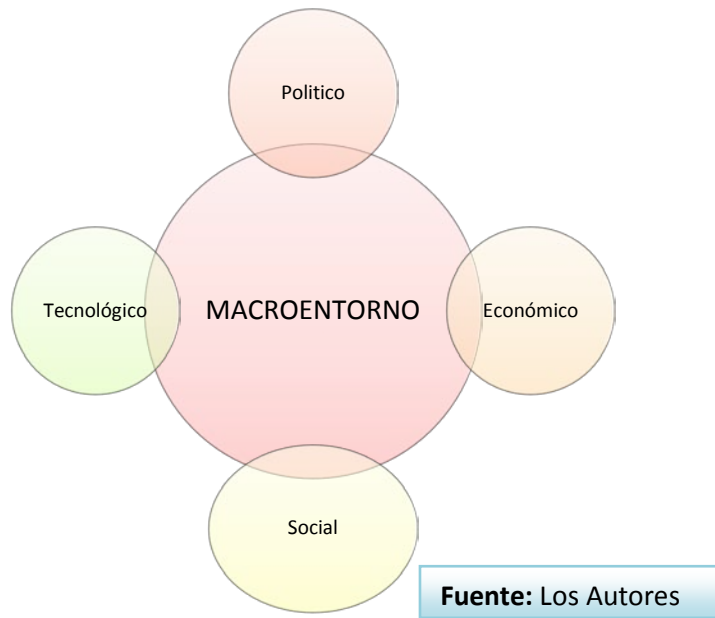 Politico
Tecnológico
MACROENTORNO
Económico
Social
Fuente: Los Autores